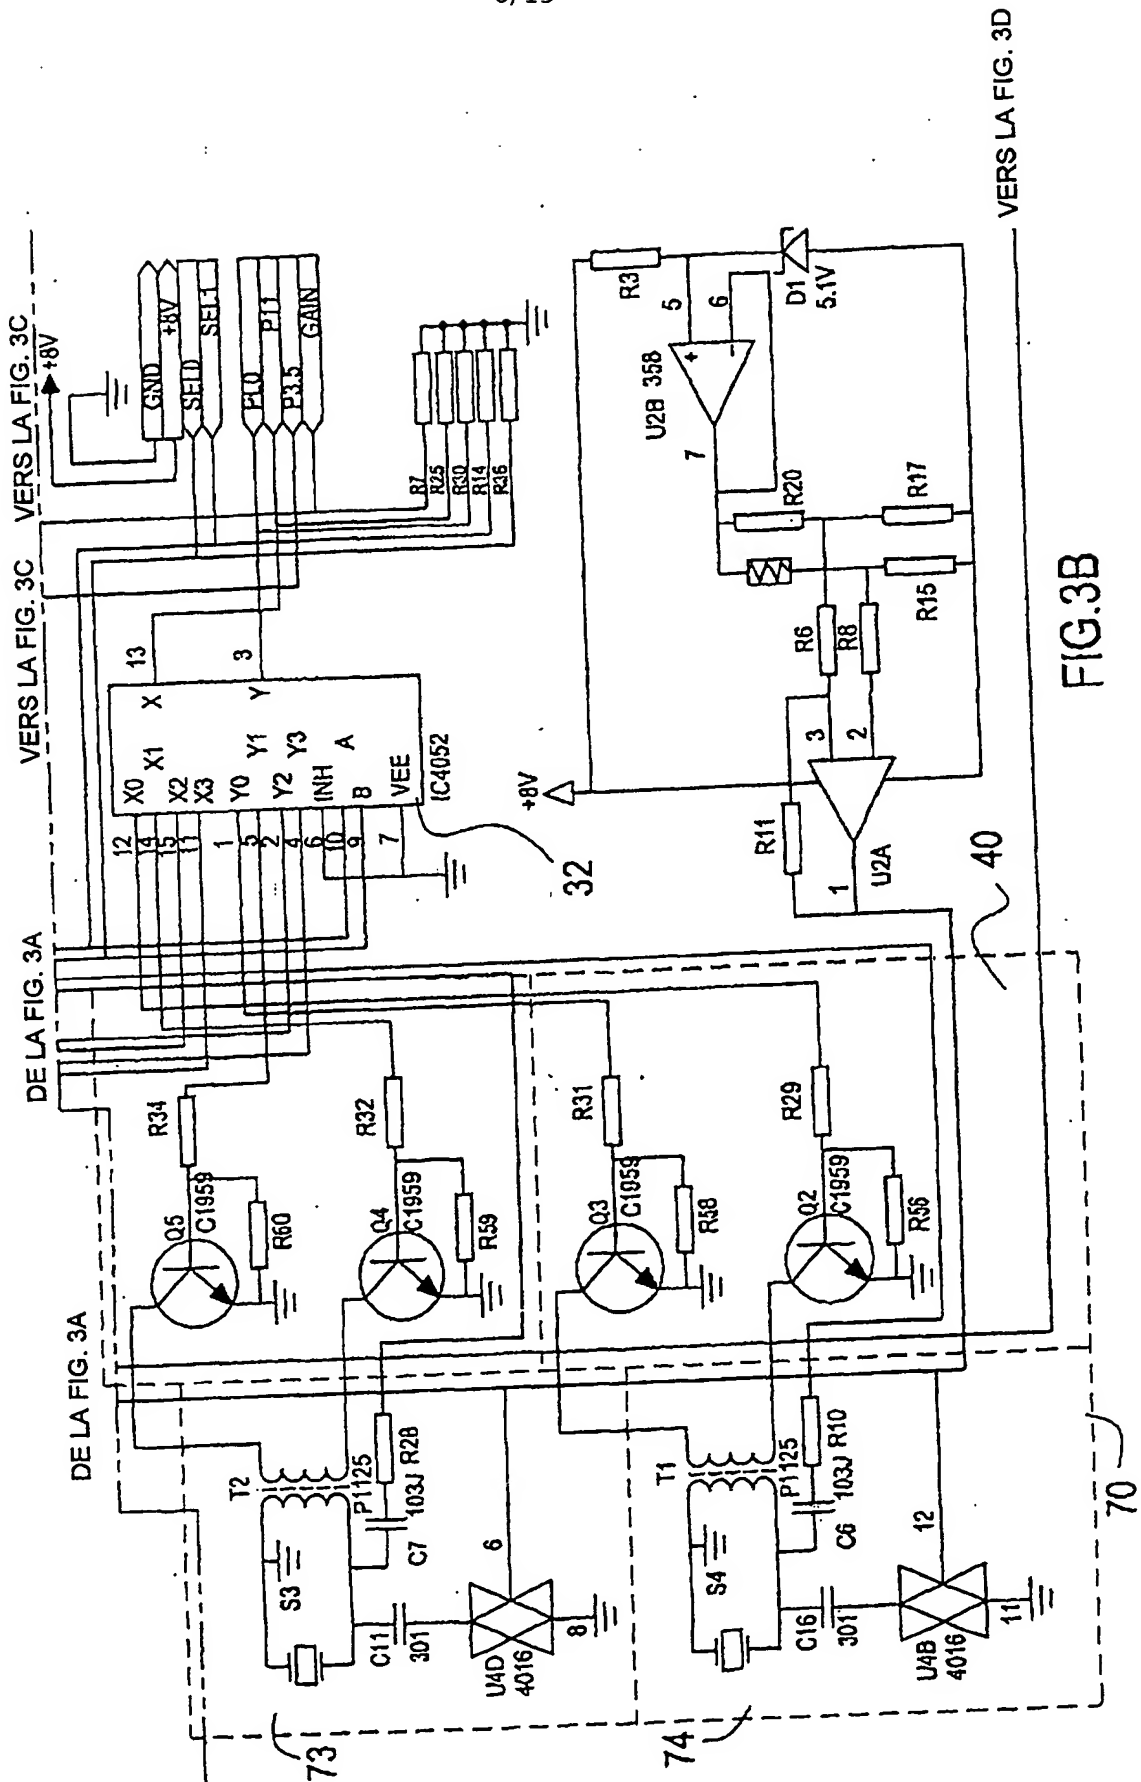 DE LA FIG. 3A
DE LA FIG. 3A
VERS LA FIG. 3C
VERS LA FIG. 3C
+8V
GND
+8V
SEL0
SEL1
PL0
P11
P3.5
GAIN
R7
R25
R30
R14
R36
12
14
15
11
1
5
2
4
6
10
9
7
X0
X1
X2
X3
Y0
Y1
Y2
Y3
INH
A
B
VEE
X
Y
13
3
IC4052
32
R34
Q5
C1959
R60
R32
Q4
C1959
R59
R31
Q3
C1959
R58
R29
Q2
C1959
R56
T2
P1125
S3
103J
R28
C7
C11
301
6
U4D
4016
8
73
T1
P1125
S4
103J
R10
C6
C16
301
12
U4B
4016
11
74
70
40
+8V
R11
1
U2A
3
2
R6
R8
R20
R15
R17
7
U2B 358
5
6
+
-
R3
D1
5.1V
VERS LA FIG. 3D
FIG.3B